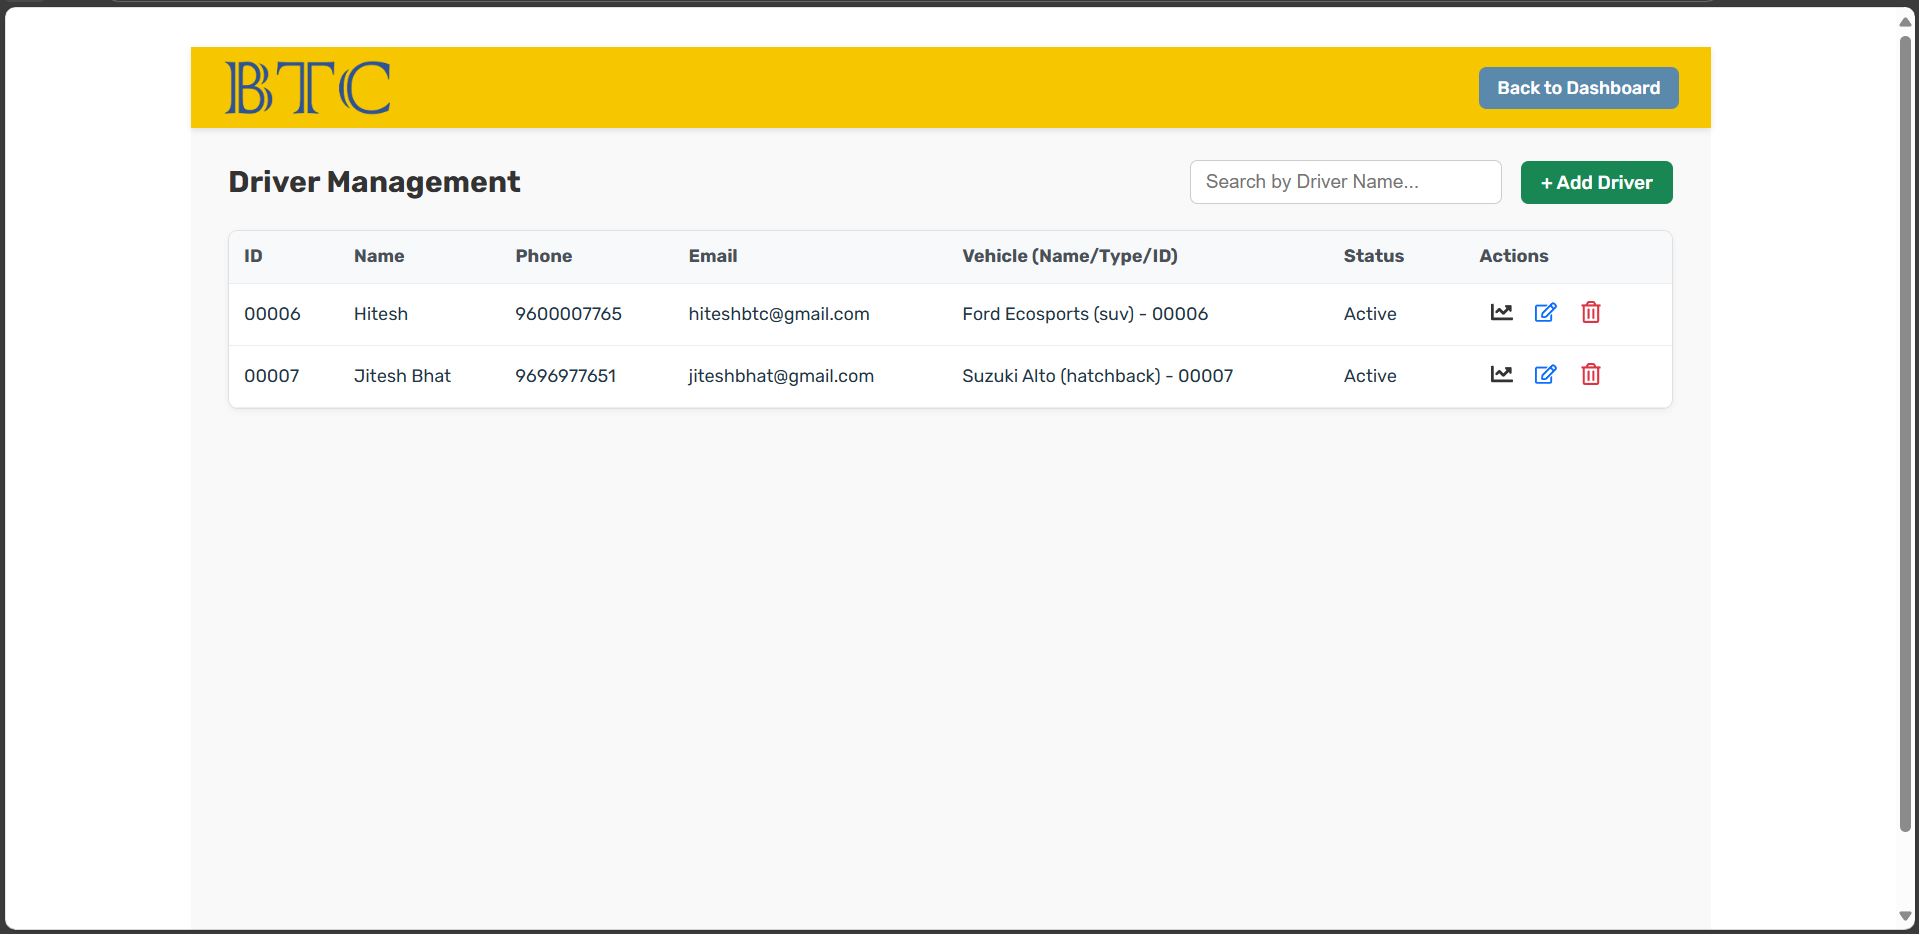 BTC
Back to Dashboard
Driver Management
Search by Driver Name...
+ Add Driver
ID Name Phone Email Vehicle (Name/Type/ID) Status Actions
00006 Hitesh 9600007765 hiteshbtc@gmail.com Ford Ecosports (suv) - 00006 Active
00007 Jitesh Bhat 9696977651 jiteshbhat@gmail.com Suzuki Alto (hatchback) - 00007 Active